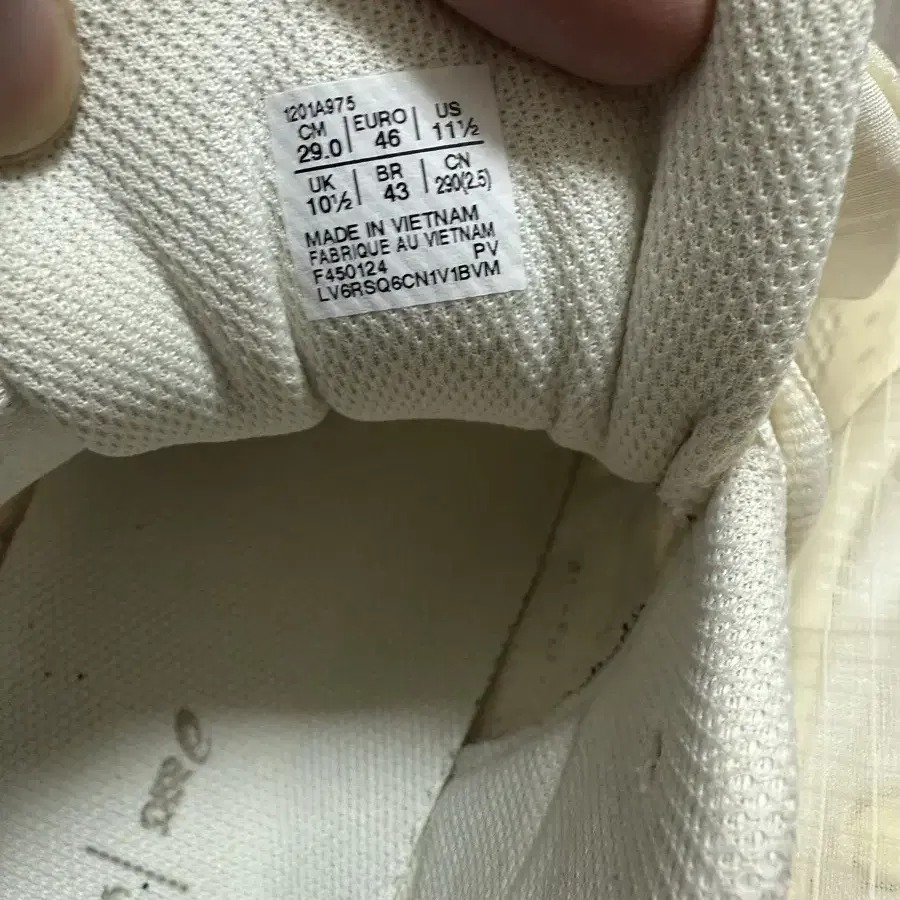 1201A975
CM | EURO | US
29.0 | 46 | 11½
UK | BR | CN
10½ | 43 | 290(2.5)
MADE IN VIETNAM
FABRIQUE AU VIETNAM
F450124 PV
LV6RSQ6CN1V1BVM